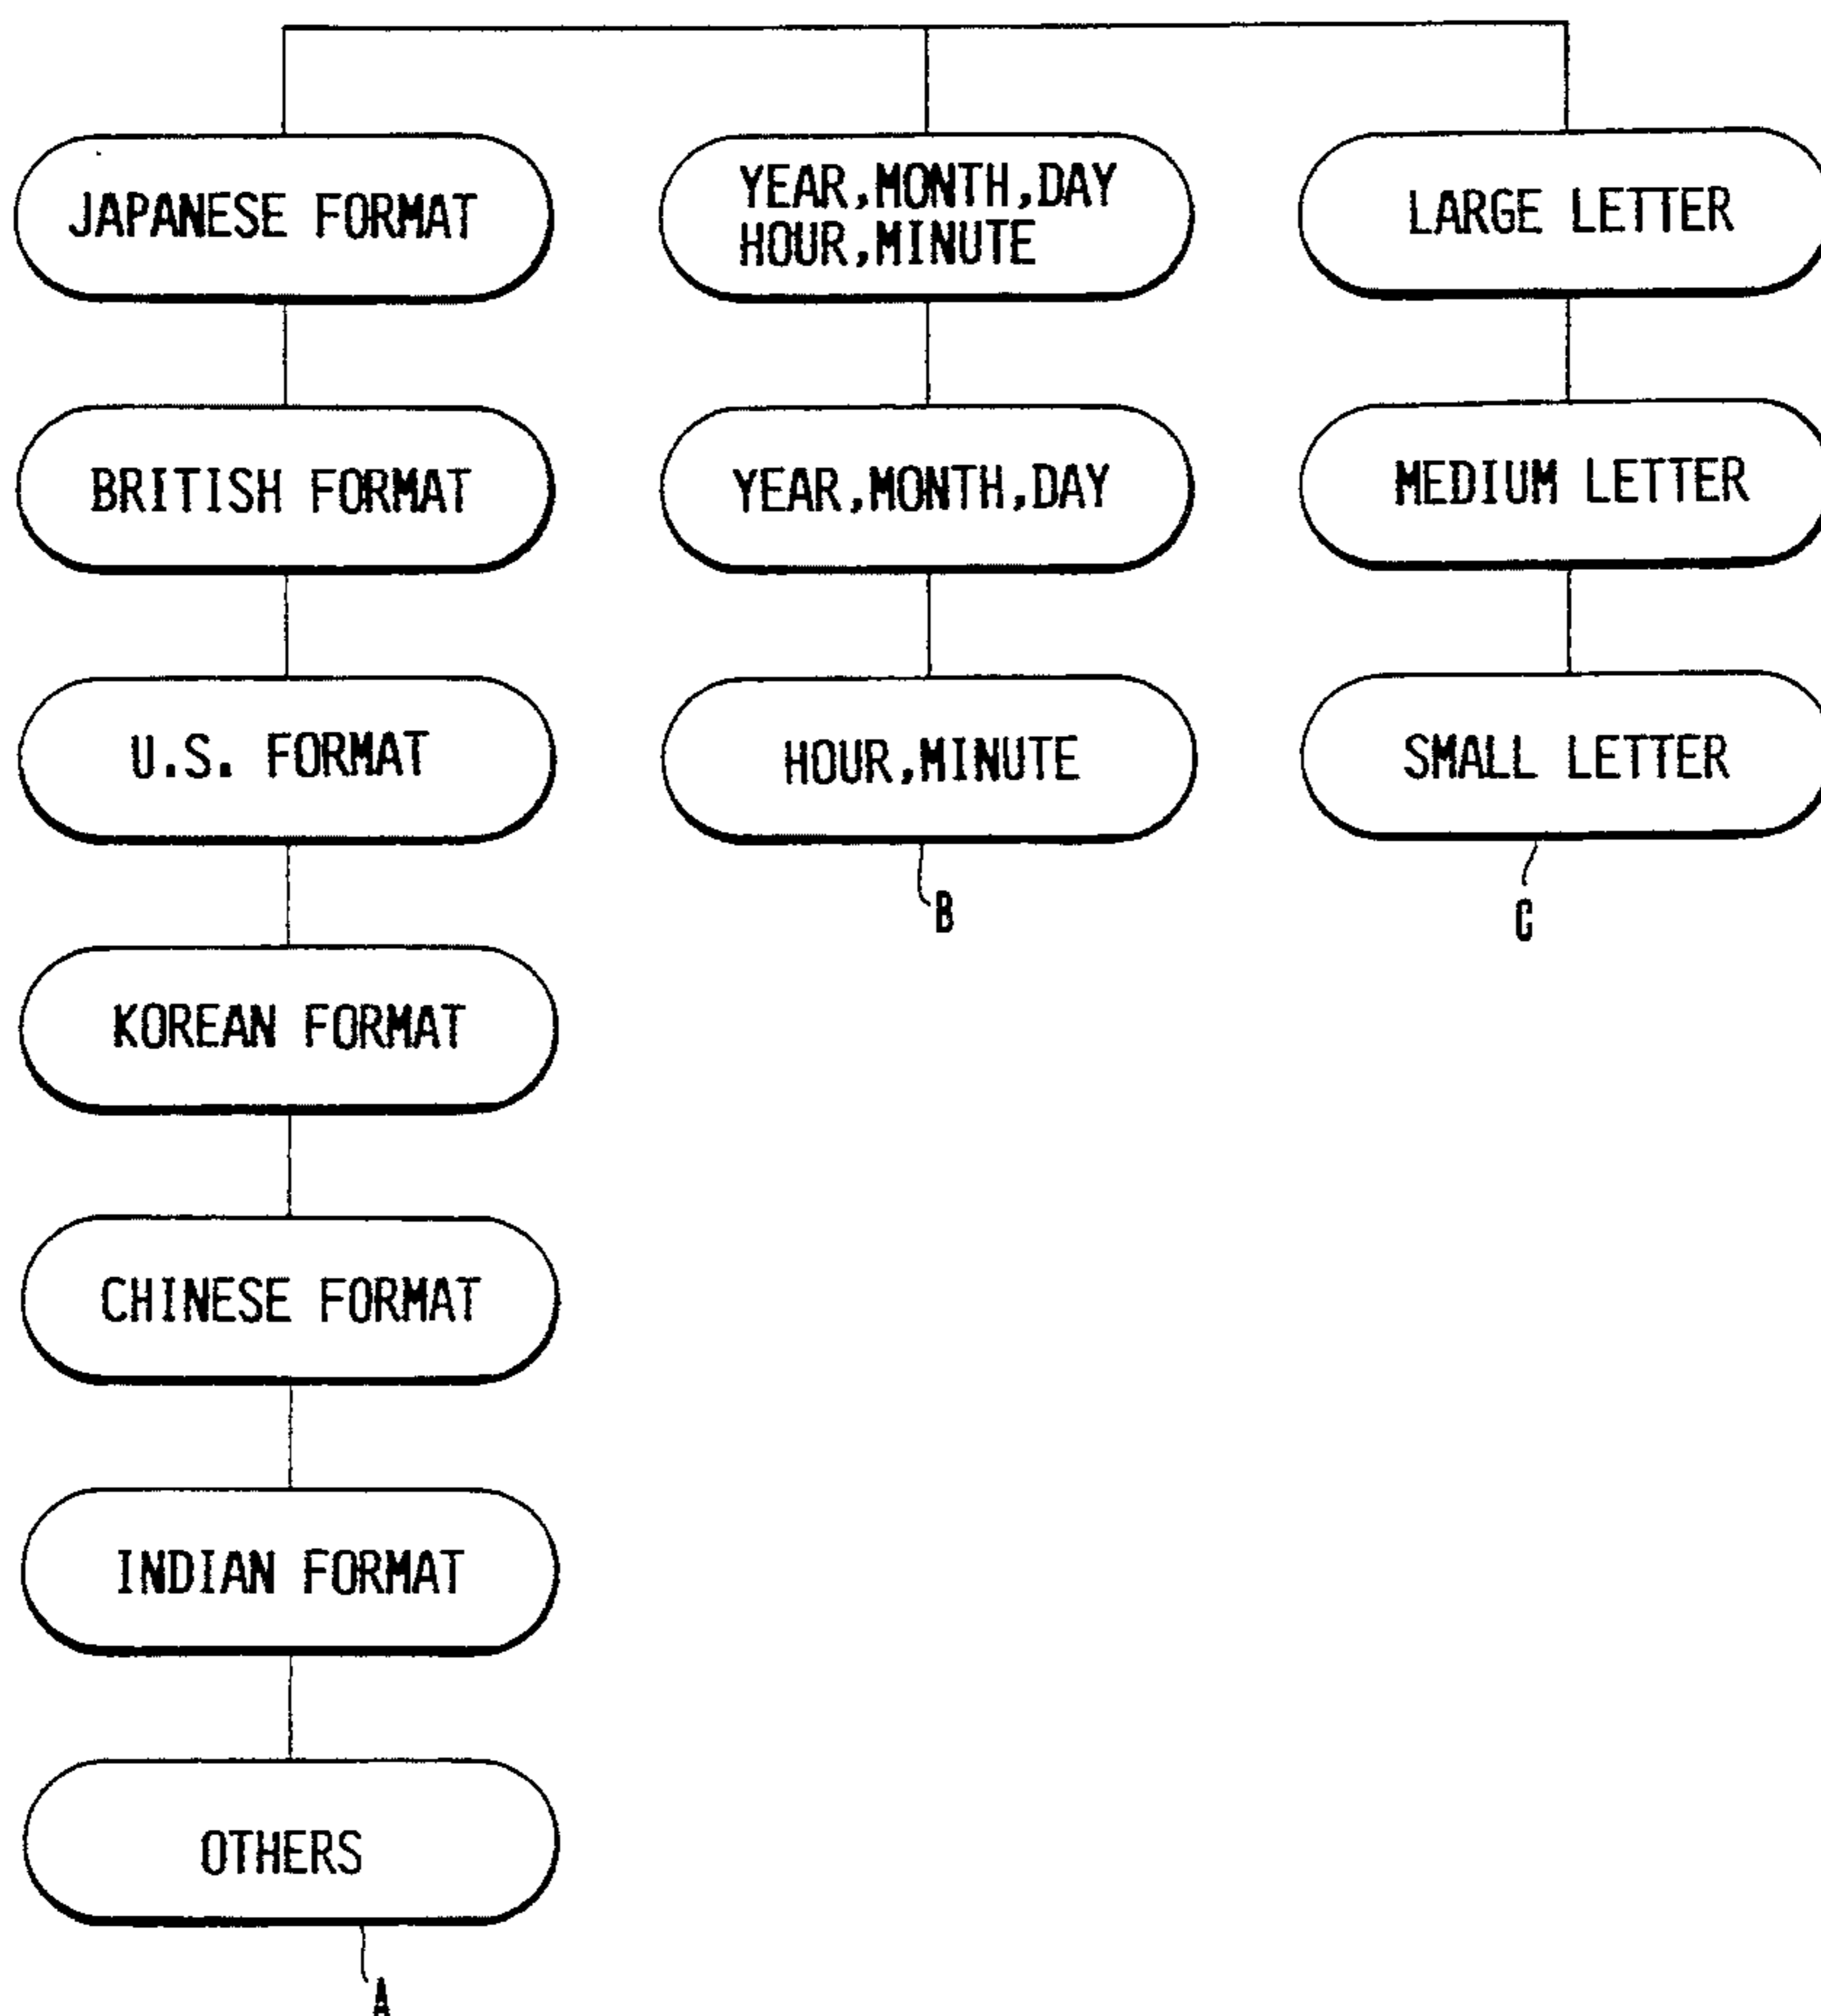 JAPANESE FORMAT
BRITISH FORMAT
U.S. FORMAT
KOREAN FORMAT
CHINESE FORMAT
INDIAN FORMAT
OTHERS
A
YEAR,MONTH,DAY
HOUR,MINUTE
YEAR,MONTH,DAY
HOUR,MINUTE
B
LARGE LETTER
MEDIUM LETTER
SMALL LETTER
C